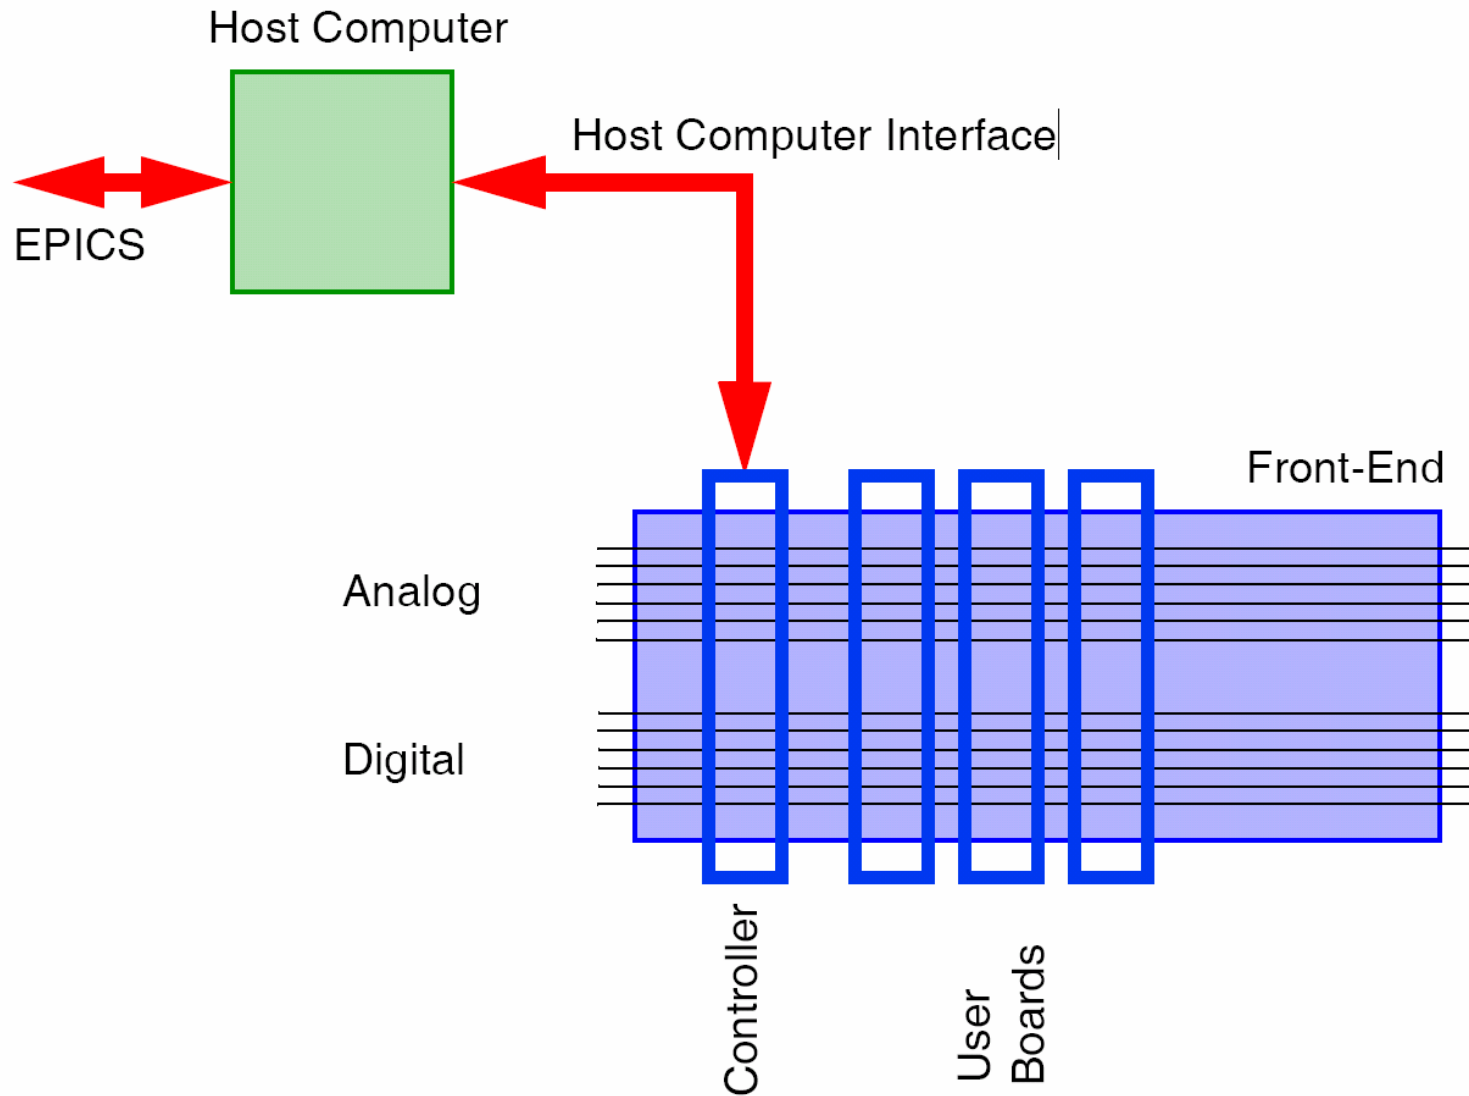 Host Computer
Host Computer Interface
EPICS
Front-End
Analog
Digital
Controller
User
Boards